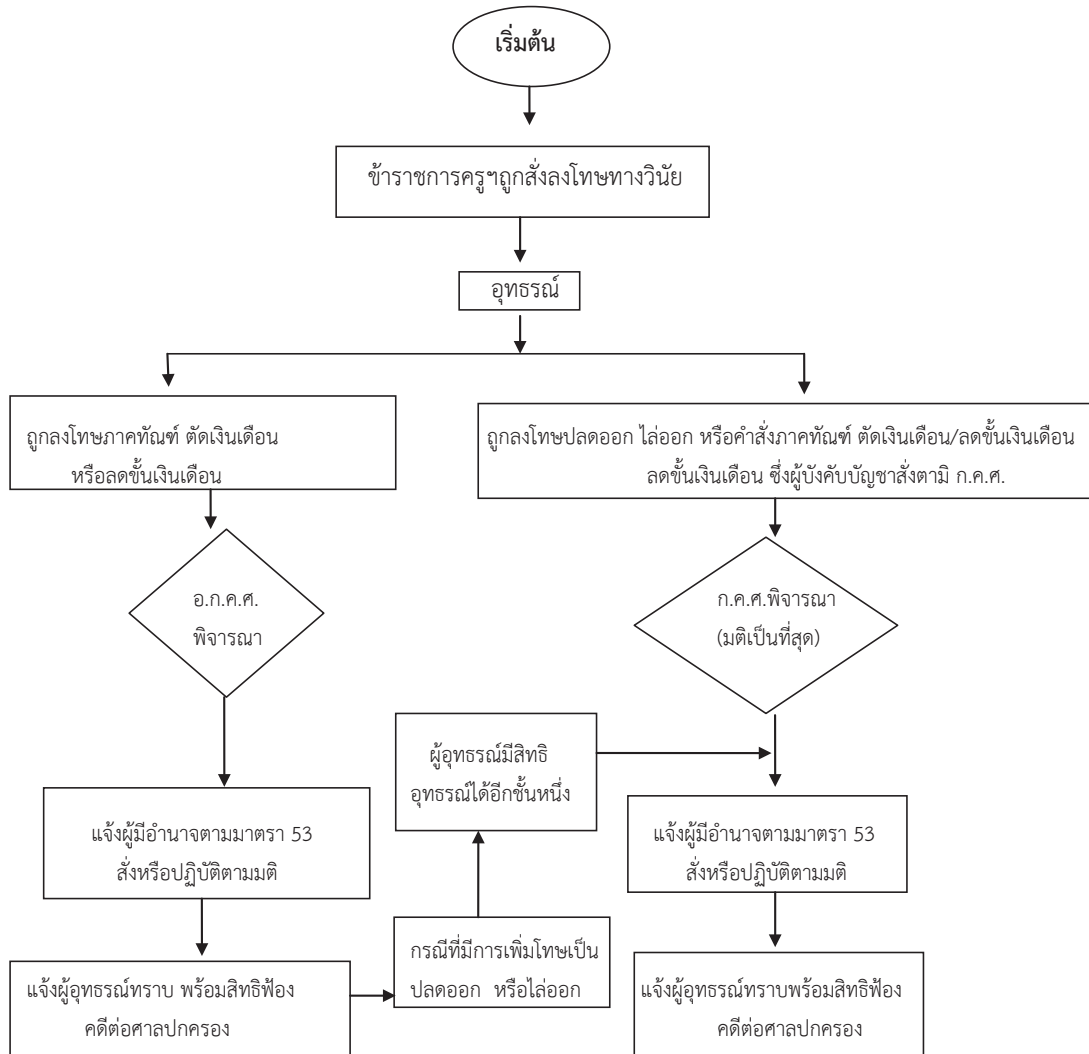 เริ่มต้น
ข้าราชการครูฯถูกสั่งลงโทษทางวินัย
อุทธรณ์
ถูกลงโทษภาคทัณฑ์ ตัดเงินเดือน
หรือลดขั้นเงินเดือน
ถูกลงโทษปลดออก ไล่ออก หรือคำสั่งภาคทัณฑ์ ตัดเงินเดือน/ลดขั้นเงินเดือน
ลดขั้นเงินเดือน ซึ่งผู้บังคับบัญชาสั่งตามิ ก.ค.ศ.
อ.ก.ค.ศ.
พิจารณา
ก.ค.ศ.พิจารณา
(มติเป็นที่สุด)
ผู้อุทธรณ์มีสิทธิ
อุทธรณ์ได้อีกชั้นหนึ่ง
แจ้งผู้มีอำนาจตามมาตรา 53
สั่งหรือปฏิบัติตามมติ
แจ้งผู้มีอำนาจตามมาตรา 53
สั่งหรือปฏิบัติตามมติ
แจ้งผู้อุทธรณ์ทราบ พร้อมสิทธิฟ้อง
คดีต่อศาลปกครอง
กรณีที่มีการเพิ่มโทษเป็น
ปลดออก หรือไล่ออก
แจ้งผู้อุทธรณ์ทราบพร้อมสิทธิฟ้อง
คดีต่อศาลปกครอง